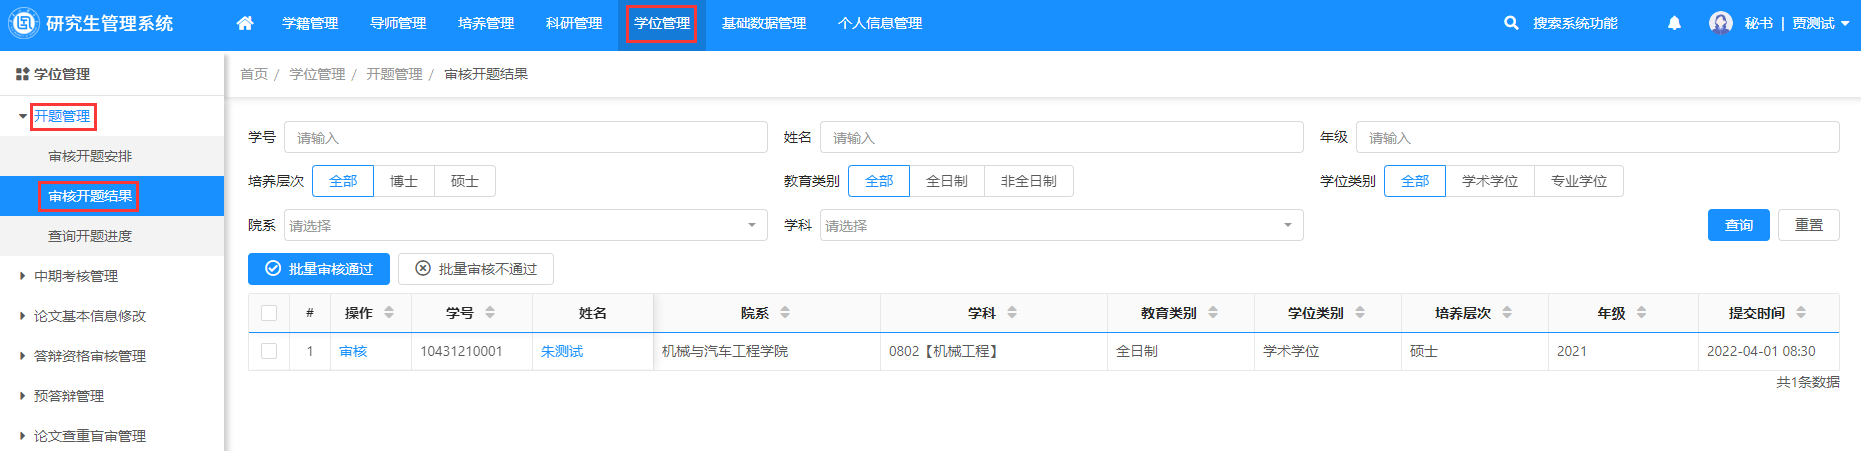 研究生管理系统 学籍管理 导师管理 培养管理 科研管理 学位管理 基础数据管理 个人信息管理 搜索系统功能 秘书 | 贾测试
学位管理
开题管理
审核开题安排
审核开题结果
查询开题进度
中期考核管理
论文基本信息修改
答辩资格审核管理
预答辩管理
论文查重盲审管理
首页 / 学位管理 / 开题管理 / 审核开题结果
学号 请输入 姓名 请输入 年级 请输入
培养层次 全部 博士 硕士 教育类别 全部 全日制 非全日制 学位类别 全部 学术学位 专业学位
院系 请选择 学科 请选择 查询 重置
批量审核通过 批量审核不通过
# 操作 学号 姓名 院系 学科 教育类别 学位类别 培养层次 年级 提交时间
1 审核 10431210001 朱测试 机械与汽车工程学院 0802【机械工程】 全日制 学术学位 硕士 2021 2022-04-01 08:30
共1条数据